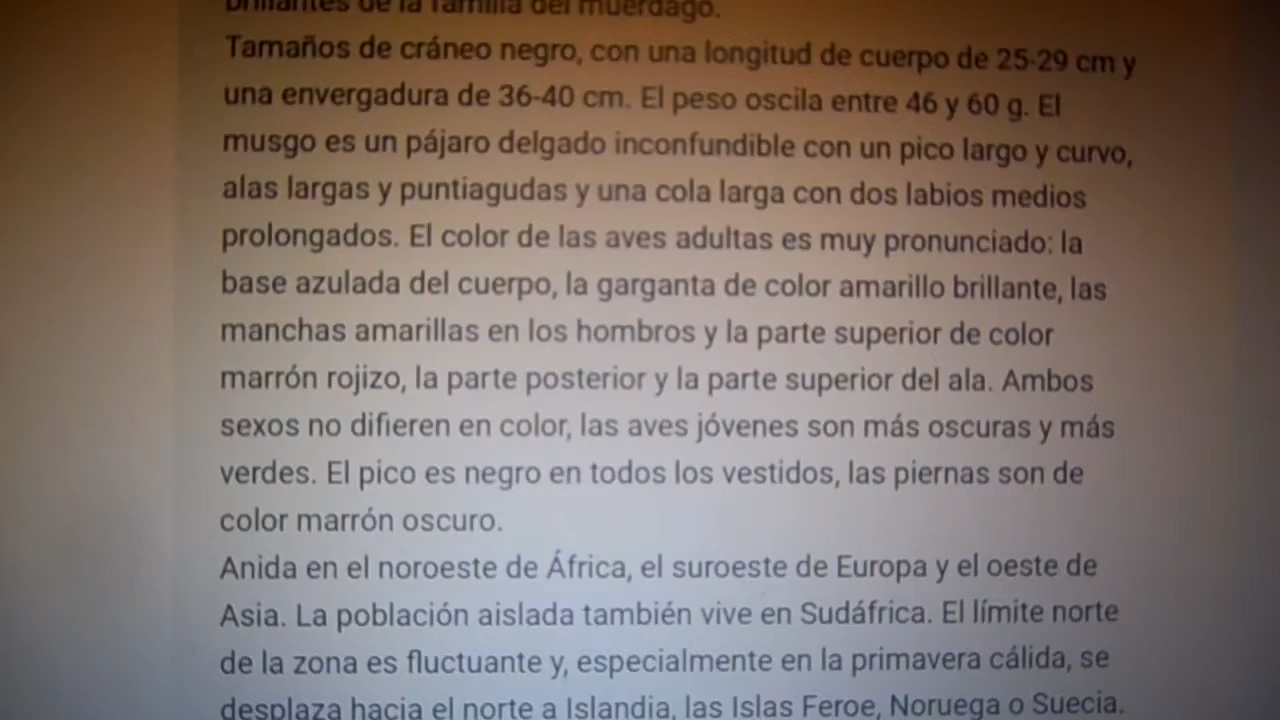 brillantes de la familia del muérdago.
Tamaños de cráneo negro, con una longitud de cuerpo de 25-29 cm y
una envergadura de 36-40 cm. El peso oscila entre 46 y 60 g. El
musgo es un pájaro delgado inconfundible con un pico largo y curvo,
alas largas y puntiagudas y una cola larga con dos labios medios
prolongados. El color de las aves adultas es muy pronunciado: la
base azulada del cuerpo, la garganta de color amarillo brillante, las
manchas amarillas en los hombros y la parte superior de color
marrón rojizo, la parte posterior y la parte superior del ala. Ambos
sexos no difieren en color, las aves jóvenes son más oscuras y más
verdes. El pico es negro en todos los vestidos, las piernas son de
color marrón oscuro.
Anida en el noroeste de África, el suroeste de Europa y el oeste de
Asia. La población aislada también vive en Sudáfrica. El límite norte
de la zona es fluctuante y, especialmente en la primavera cálida, se
desplaza hacia el norte a Islandia, las Islas Feroe, Noruega o Suecia.